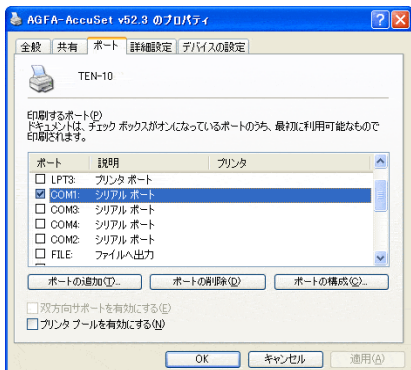 AGFA-AccuSet v52.3 のプロパティ
全般 共有 ポート 詳細設定 デバイスの設定
TEN-10
印刷するポート(P)
ドキュメントは、チェック ボックスがオンになっているポートのうち、最初に利用可能なもので
印刷されます。
ポート 説明 プリンタ
LPT3: プリンタ ポート
COM1: シリアル ポート
COM3: シリアル ポート
COM4: シリアル ポート
COM2: シリアル ポート
FILE: ファイルへ出力
ポートの追加(T)... ポートの削除(D) ポートの構成(C)...
双方向サポートを有効にする(E)
プリンタ プールを有効にする(N)
OK キャンセル 適用(A)